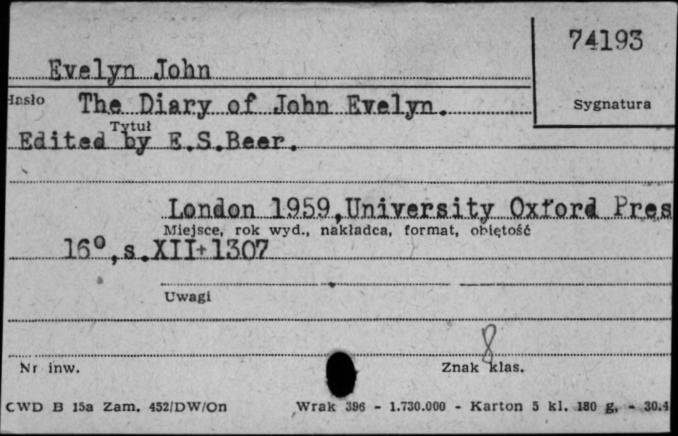 74193
Evelyn John
Hasło The Diary of John Evelyn. Sygnatura
Tytuł
Edited by E.S.Beer.
London 1959,University Oxford Pres
Miejsce, rok wyd., nakładca, format, objętość
16°,s.XII+1307
Uwagi
8
Nr inw. Znak klas.
CWD B 15a Zam. 452/DW/On Wrak 396 - 1.730.000 - Karton 5 kl. 180 g. - 30.4